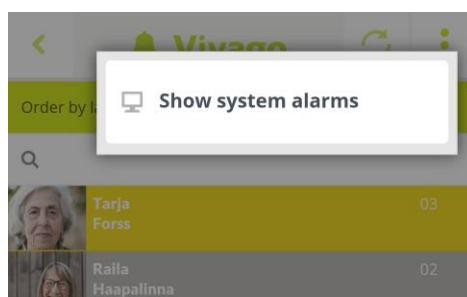 Vivago
Show system alarms
Order by
Tarja
Forss
03
Raila
Haapalinna
02